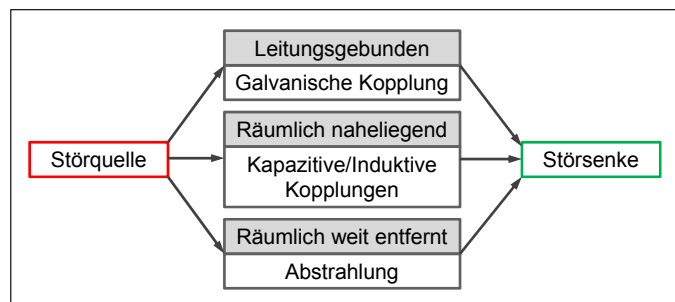 Leitungsgebunden
Galvanische Kopplung
Störquelle
Räumlich naheliegend
Kapazitive/Induktive
Kopplungen
Störsenke
Räumlich weit entfernt
Abstrahlung